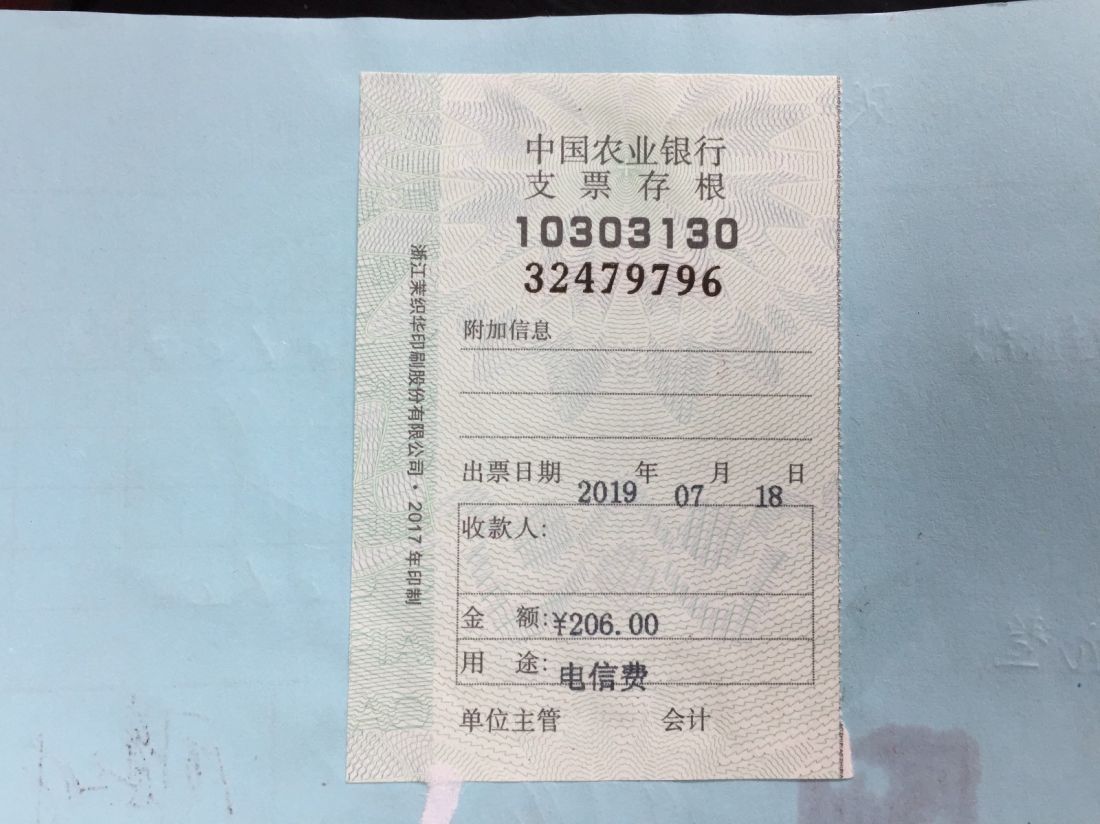 中国农业银行
支票存根
10303130
32479796
附加信息
出票日期 2019 年 07 月 18 日
收款人:
金 额:¥206.00
用 途:电信费
单位主管 会计
浙江茉织华印刷股份有限公司·2017年印制